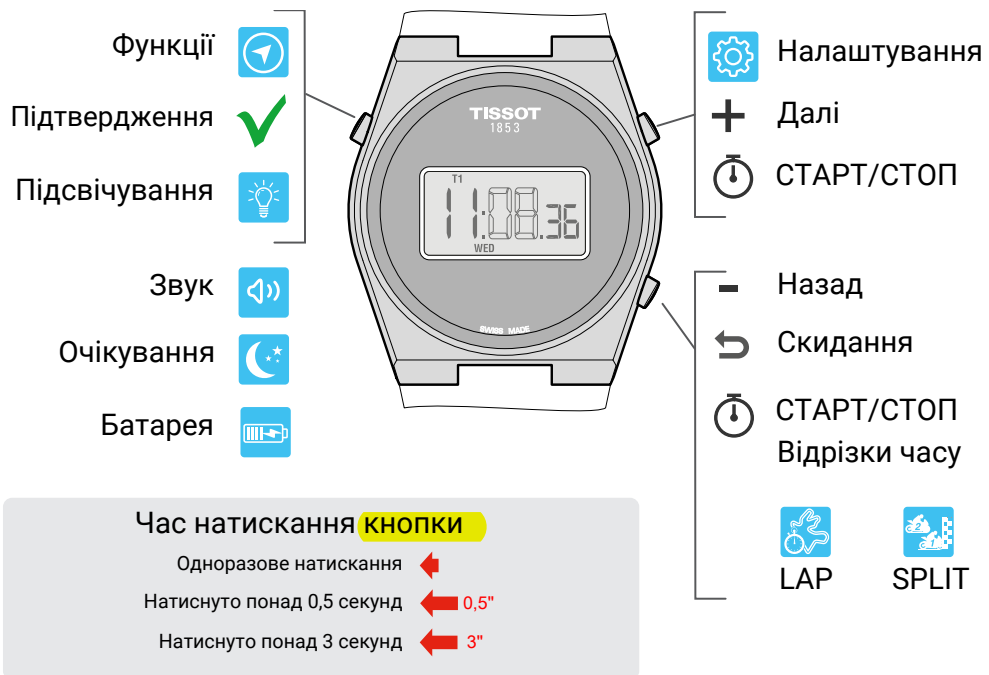 Функції
Підтвердження
Підсвічування
Звук
Очікування
Батарея
TISSOT
1853
T1
11:08.36
WED
SWISS MADE
Налаштування
+ Далі
СТАРТ/СТОП
- Назад
Скидання
СТАРТ/СТОП
Відрізки часу
2
1
LAP
SPLIT
Час натискання кнопки
Одноразове натискання
Натиснуто понад 0,5 секунд 0,5"
Натиснуто понад 3 секунд 3"